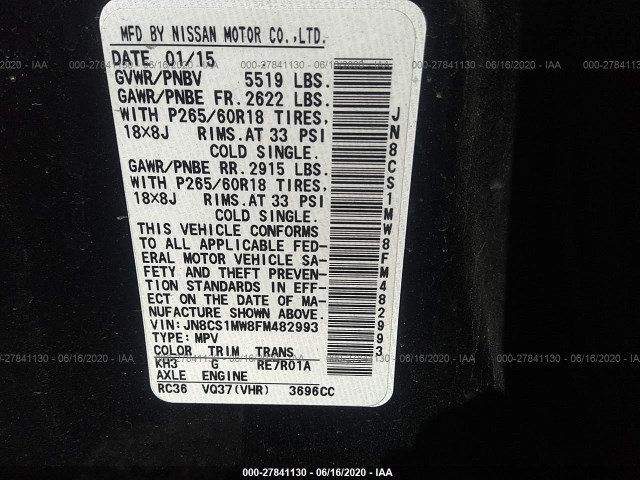 MFD BY NISSAN MOTOR CO.,LTD.
DATE 01/15
GVWR/PNBV 5519 LBS.
GAWR/PNBE FR. 2622 LBS.
WITH P265/60R18 TIRES,
18X8J RIMS.AT 33 PSI
COLD SINGLE.
GAWR/PNBE RR. 2915 LBS.
WITH P265/60R18 TIRES,
18X8J RIMS.AT 33 PSI
COLD SINGLE.
THIS VEHICLE CONFORMS
TO ALL APPLICABLE FED-
ERAL MOTOR VEHICLE SA-
FETY AND THEFT PREVEN-
TION STANDARDS IN EFF-
ECT ON THE DATE OF MA-
NUFACTURE SHOWN ABOVE.
VIN:JN8CS1MW8FM482993
TYPE: MPV
COLOR TRIM TRANS
KH3 G RE7R01A
AXLE ENGINE
RC36 VQ37(VHR) 3696CC
JN8CS1MW8FM482993
000-27841130 - 06/16/2020 - IAA